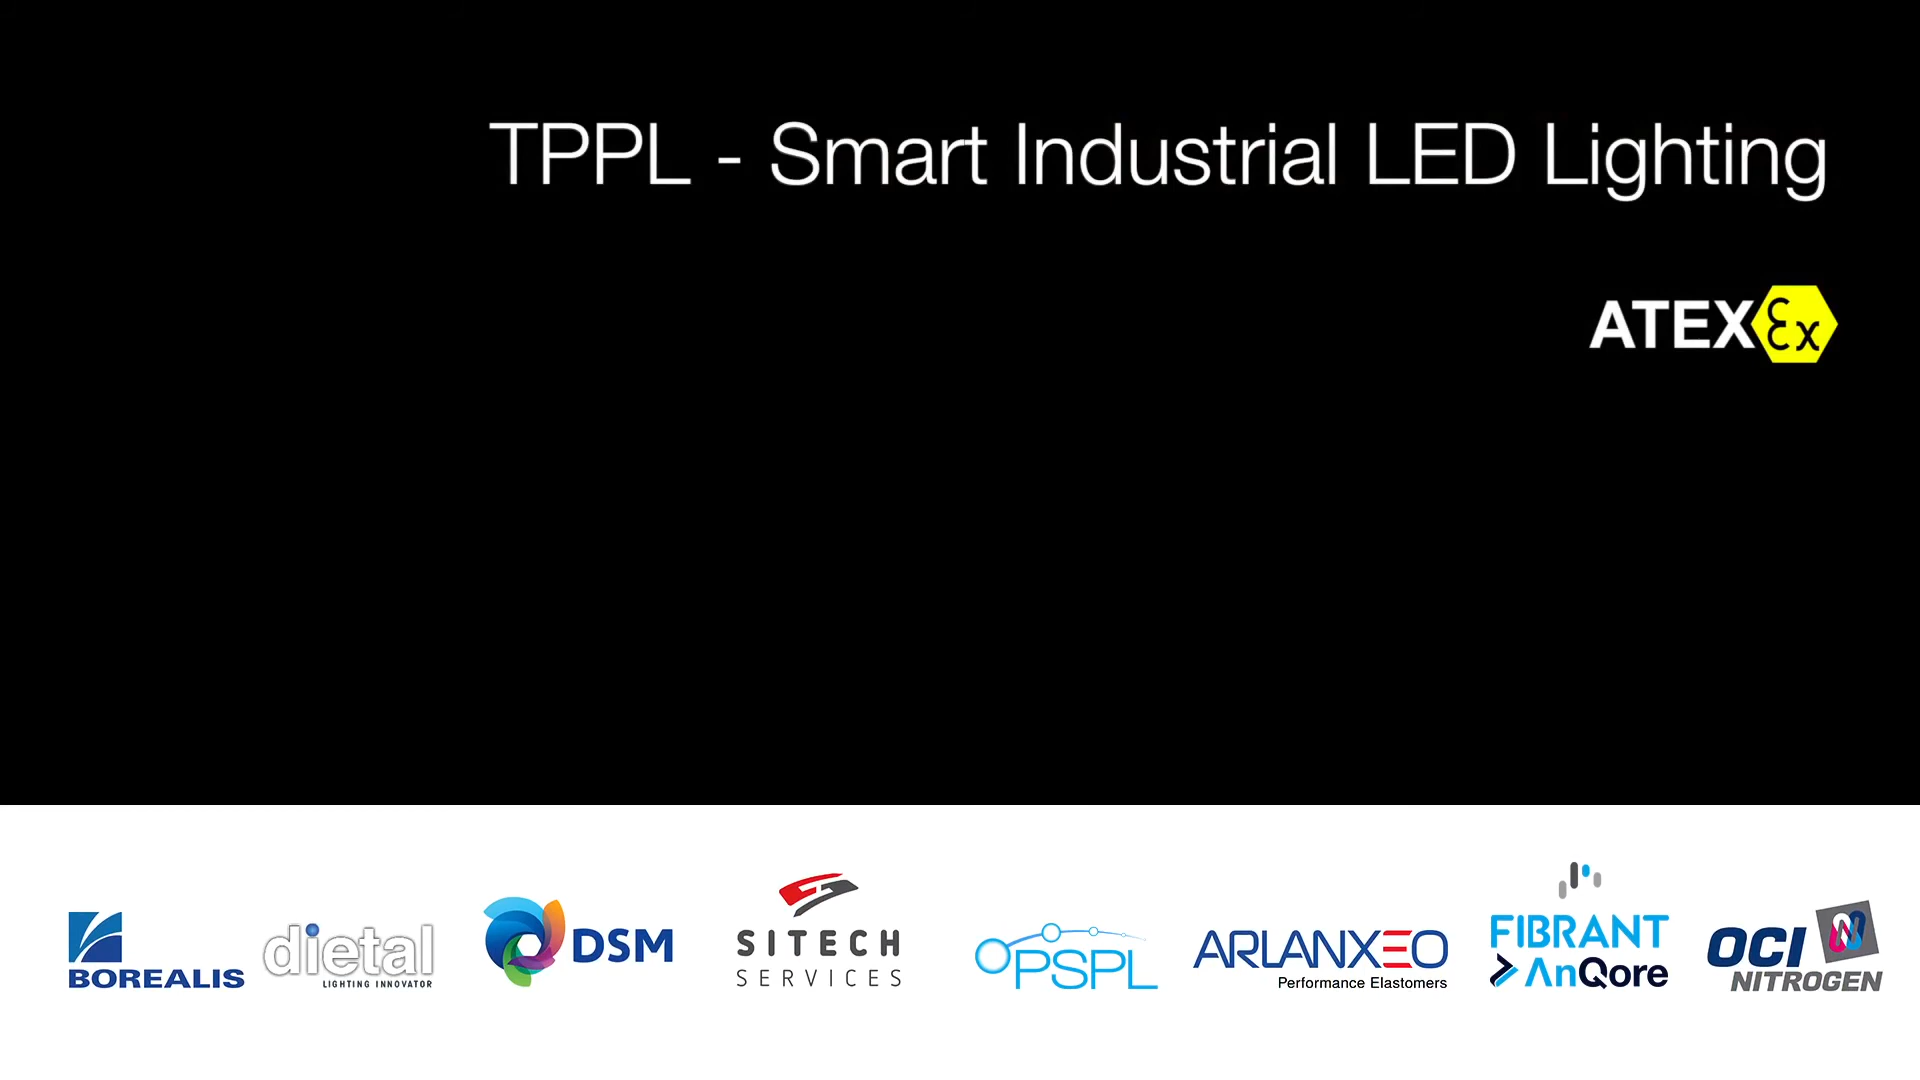 TPPL - Smart Industrial LED Lighting
ATEX Ex
BOREALIS
dietal
LIGHTING INNOVATOR
DSM
SITECH
SERVICES
PSPL
ARLANXEO
Performance Elastomers
FIBRANT
AnQore
OCI N
NITROGEN